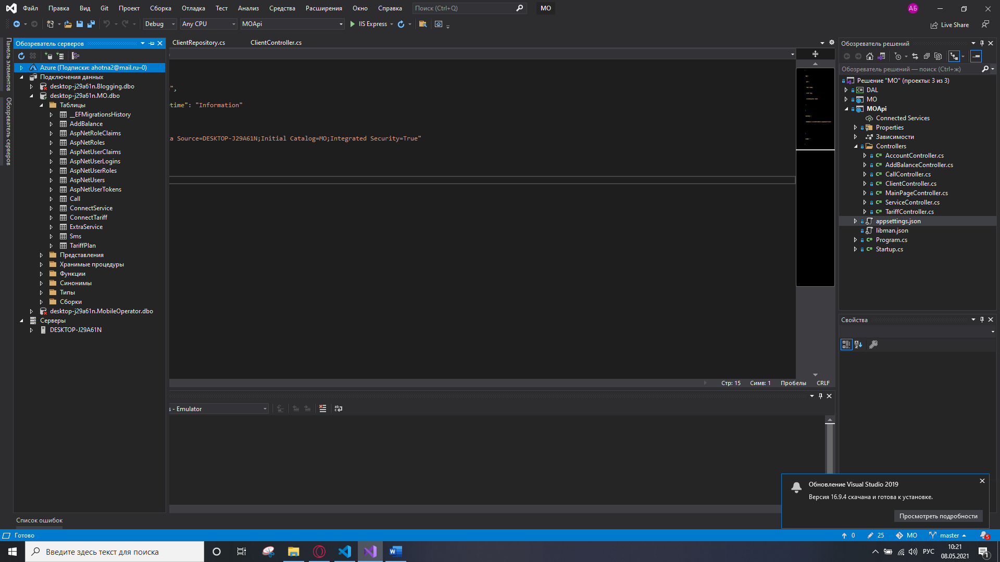 Файл Правка Вид Git Проект Сборка Отладка Тест Анализ Средства Расширения Окно Справка Поиск (Ctrl+Q) MO АБ
Debug Any CPU MOApi IIS Express Live Share
Панель элементов
Обозреватель серверов
Обозреватель серверов
Azure (Подписки: ahotna2@mail.ru–0)
Подключения данных
desktop-j29a61n.Blogging.dbo
desktop-j29a61n.MO.dbo
Таблицы
__EFMigrationsHistory
AddBalance
AspNetRoleClaims
AspNetRoles
AspNetUserClaims
AspNetUserLogins
AspNetUserRoles
AspNetUsers
AspNetUserTokens
Call
ConnectService
ConnectTariff
ExtraService
Sms
TariffPlan
Представления
Хранимые процедуры
Функции
Синонимы
Типы
Сборки
desktop-j29a61n.MobileOperator.dbo
Серверы
DESKTOP-J29A61N
ClientRepository.cs ClientController.cs
",
time": "Information"
a Source=DESKTOP-J29A61N;Initial Catalog=MO;Integrated Security=True"
Стр: 15 Симв: 1 Пробелы CRLF
s - Emulator
Обозреватель решений
Обозреватель решений — поиск (Ctrl+ж)
Решение "MO" (проекты: 3 из 3)
DAL
MO
MOApi
Connected Services
Properties
Зависимости
Controllers
AccountController.cs
AddBalanceController.cs
CallController.cs
ClientController.cs
MainPageController.cs
ServiceController.cs
TariffController.cs
appsettings.json
libman.json
Program.cs
Startup.cs
Свойства
Обновление Visual Studio 2019
Версия 16.9.4 скачана и готова к установке.
Просмотреть подробности
Список ошибок
Готово 0 25 MO master 5
Введите здесь текст для поиска РУС 10:21
08.05.2021 1